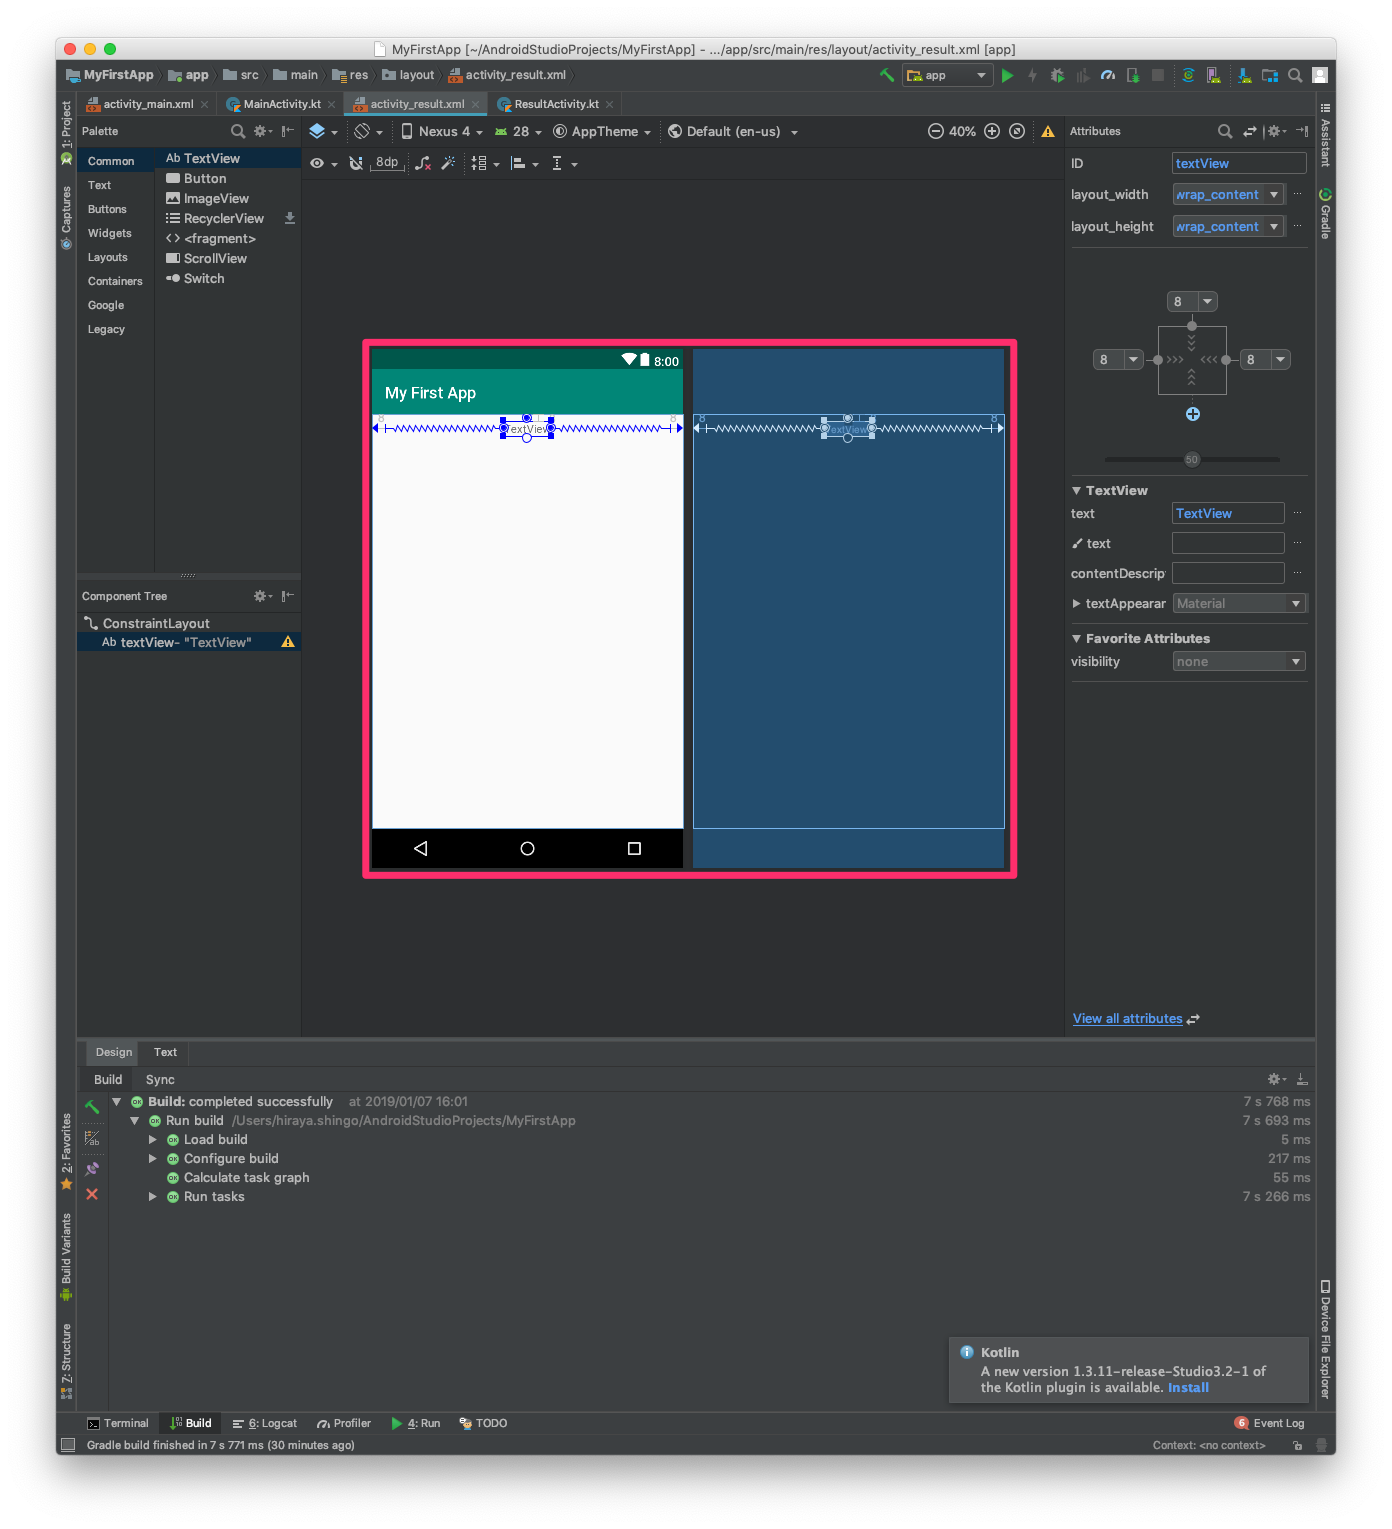 MyFirstApp [~/AndroidStudioProjects/MyFirstApp] – .../app/src/main/res/layout/activity_result.xml [app]
MyFirstApp app src main res layout activity_result.xml app
activity_main.xml MainActivity.kt activity_result.xml ResultActivity.kt
1: Project
Captures
2: Favorites
Build Variants
7: Structure
Palette
Common
Text
Buttons
Widgets
Layouts
Containers
Google
Legacy
Ab TextView
Button
ImageView
RecyclerView
<fragment>
ScrollView
Switch
Nexus 4 28 AppTheme Default (en-us) 40%
8dp
8:00
My First App
8 8
TextView
8 8
TextView
Component Tree
ConstraintLayout
Ab textView- "TextView"
Attributes
ID textView
layout_width wrap_content
layout_height wrap_content
8
8 8
50
TextView
text TextView
text
contentDescrip
textAppearan Material
Favorite Attributes
visibility none
View all attributes
Assistant
Gradle
Device File Explorer
Design Text
Build Sync
Build: completed successfully at 2019/01/07 16:01 7 s 768 ms
Run build /Users/hiraya.shingo/AndroidStudioProjects/MyFirstApp 7 s 693 ms
Load build 5 ms
Configure build 217 ms
Calculate task graph 55 ms
Run tasks 7 s 266 ms
Kotlin
A new version 1.3.11-release-Studio3.2-1 of
the Kotlin plugin is available. Install
Terminal Build 6: Logcat Profiler 4: Run TODO 6 Event Log
Gradle build finished in 7 s 771 ms (30 minutes ago) Context: <no context>